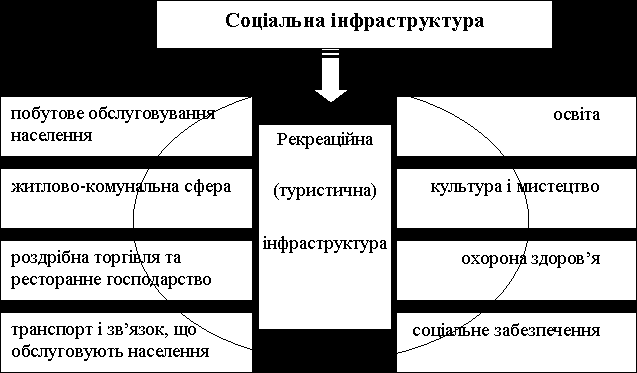 Соціальна інфраструктура
побутове обслуговування
населення
житлово-комунальна сфера
роздрібна торгівля та
ресторанне господарство
транспорт і зв’язок, що
обслуговують населення
Рекреаційна
(туристична)
інфраструктура
освіта
культура і мистецтво
охорона здоров’я
соціальне забезпечення